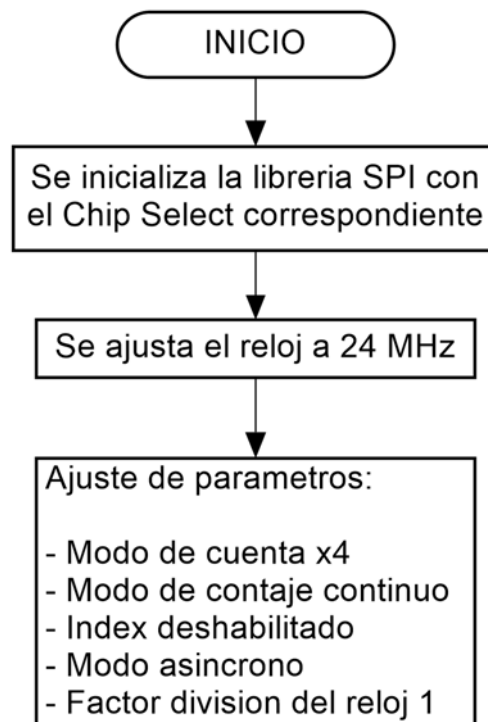 INICIO
Se inicializa la libreria SPI con
el Chip Select correspondiente
Se ajusta el reloj a 24 MHz
Ajuste de parametros:
- Modo de cuenta x4
- Modo de contaje continuo
- Index deshabilitado
- Modo asincrono
- Factor division del reloj 1